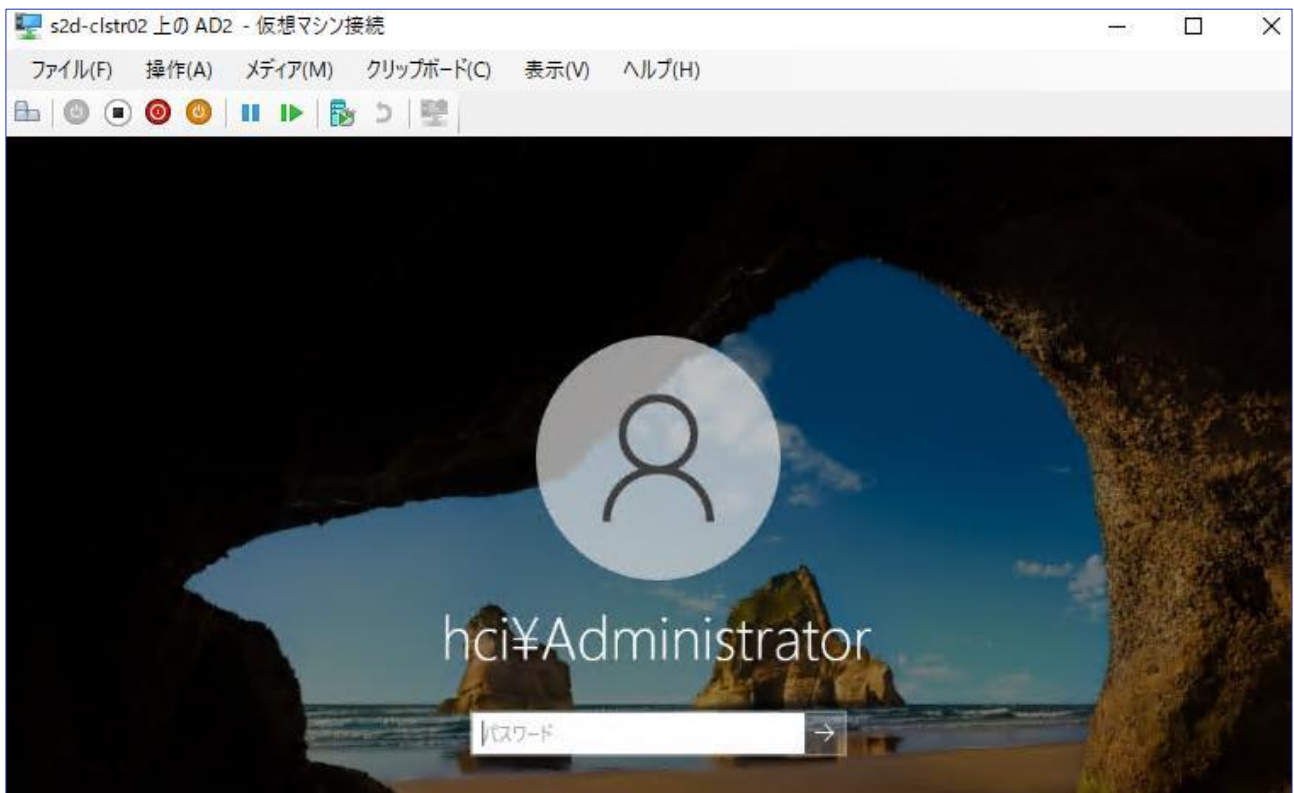 s2d-clstr02 上の AD2 - 仮想マシン接続
ファイル(F) 操作(A) メディア(M) クリップボード(C) 表示(V) ヘルプ(H)
hci¥Administrator
パスワード